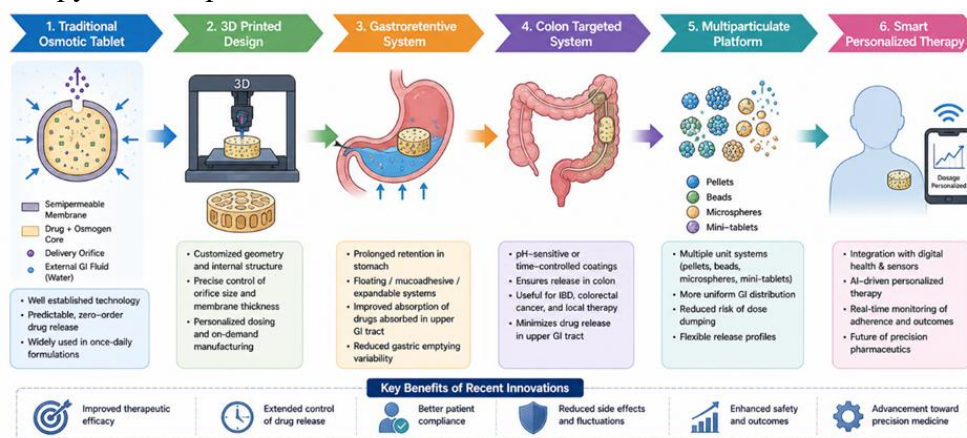 1. Traditional
Osmotic Tablet
2. 3D Printed
Design
3. Gastroretentive
System
4. Colon Targeted
System
5. Multiparticulate
Platform
6. Smart
Personalized Therapy
3D
Semipermeable
Membrane
Drug + Osmogen
Core
Delivery Orifice
External GI Fluid
(Water)
Pellets
Beads
Microspheres
Mini-tablets
Dosage
Personalized
• Well established technology
• Predictable, zero-order
drug release
• Widely used in once-daily
formulations
• Customized geometry
and internal structure
• Precise control of
orifice size and
membrane thickness
• Personalized dosing
and on-demand
manufacturing
• Prolonged retention in
stomach
• Floating / mucoadhesive /
expandable systems
• Improved absorption of
drugs absorbed in upper
GI tract
• Reduced gastric emptying
variability
• pH-sensitive or
time-controlled coatings
• Ensures release in colon
• Useful for IBD, colorectal
cancer, and local therapy
• Minimizes drug release
in upper GI tract
• Multiple unit systems
(pellets, beads,
microspheres, mini-tablets)
• More uniform GI distribution
• Reduced risk of dose
dumping
• Flexible release profiles
• Integration with digital
health & sensors
• AI-driven personalized
therapy
• Real-time monitoring of
adherence and outcomes
• Future of precision
pharmaceutics
Key Benefits of Recent Innovations
Improved therapeutic
efficacy
Extended control
of drug release
Better patient
compliance
Reduced side effects
and fluctuations
Enhanced safety
and outcomes
Advancement toward
precision medicine